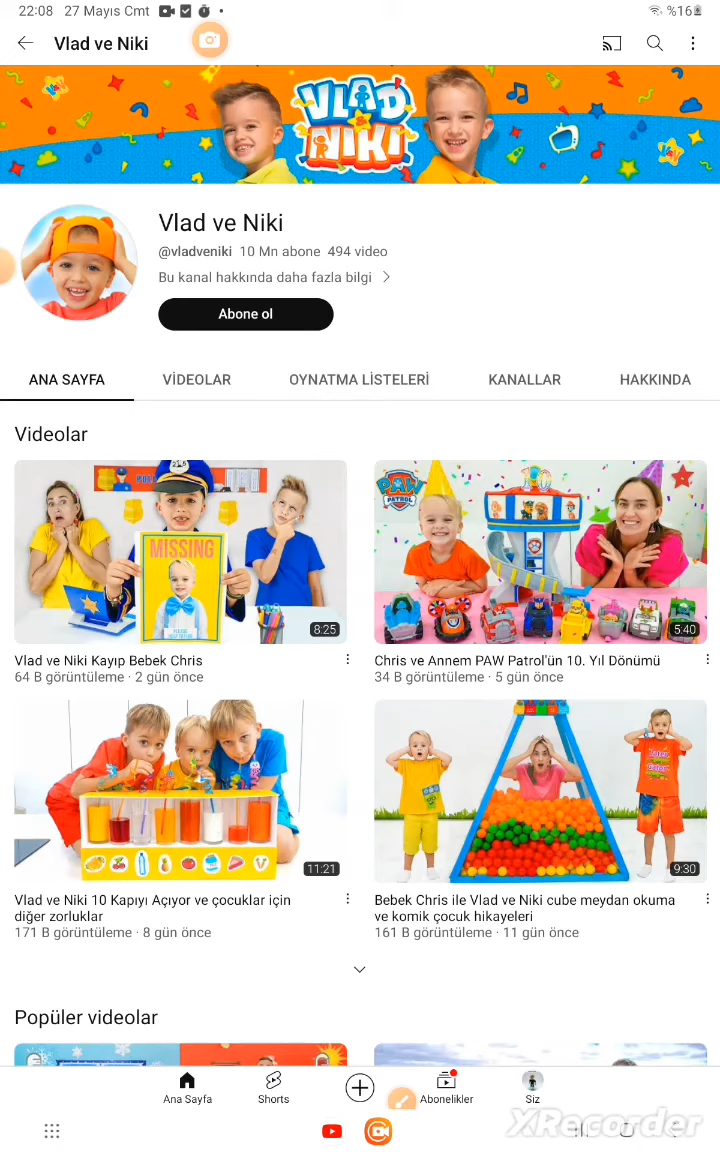 22:08 27 Mayıs Cmt %16
Vlad ve Niki
VLAD
NIKI
Vlad ve Niki
@vladveniki 10 Mn abone 494 video
Bu kanal hakkında daha fazla bilgi
Abone ol
ANA SAYFA VİDEOLAR OYNATMA LİSTELERİ KANALLAR HAKKINDA
Videolar
MISSING
8:25
PAW
PATROL
10
5:40
Vlad ve Niki Kayıp Bebek Chris
64 B görüntüleme · 2 gün önce
Chris ve Annem PAW Patrol'ün 10. Yıl Dönümü
34 B görüntüleme · 5 gün önce
11:21
9:30
Vlad ve Niki 10 Kapıyı Açıyor ve çocuklar için
diğer zorluklar
171 B görüntüleme · 8 gün önce
Bebek Chris ile Vlad ve Niki cube meydan okuma
ve komik çocuk hikayeleri
161 B görüntüleme · 11 gün önce
Popüler videolar
Ana Sayfa Shorts Abonelikler Siz
XRecorder